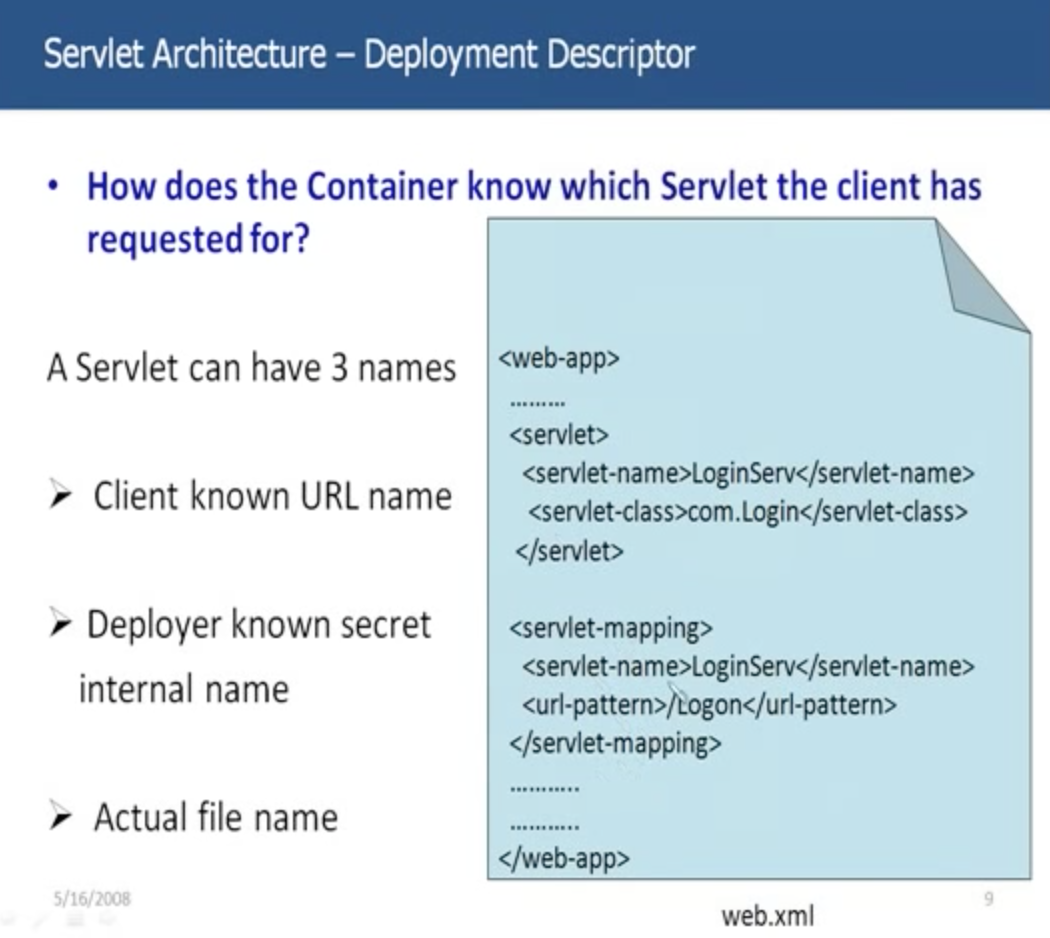 Servlet Architecture – Deployment Descriptor
• How does the Container know which Servlet the client has
requested for?
A Servlet can have 3 names
➢ Client known URL name
➢ Deployer known secret
internal name
➢ Actual file name
<web-app>
.........
<servlet>
<servlet-name>LoginServ</servlet-name>
<servlet-class>com.Login</servlet-class>
</servlet>
<servlet-mapping>
<servlet-name>LoginServ</servlet-name>
<url-pattern>/Logon</url-pattern>
</servlet-mapping>
...........
...........
</web-app>
web.xml
5/16/2008
9